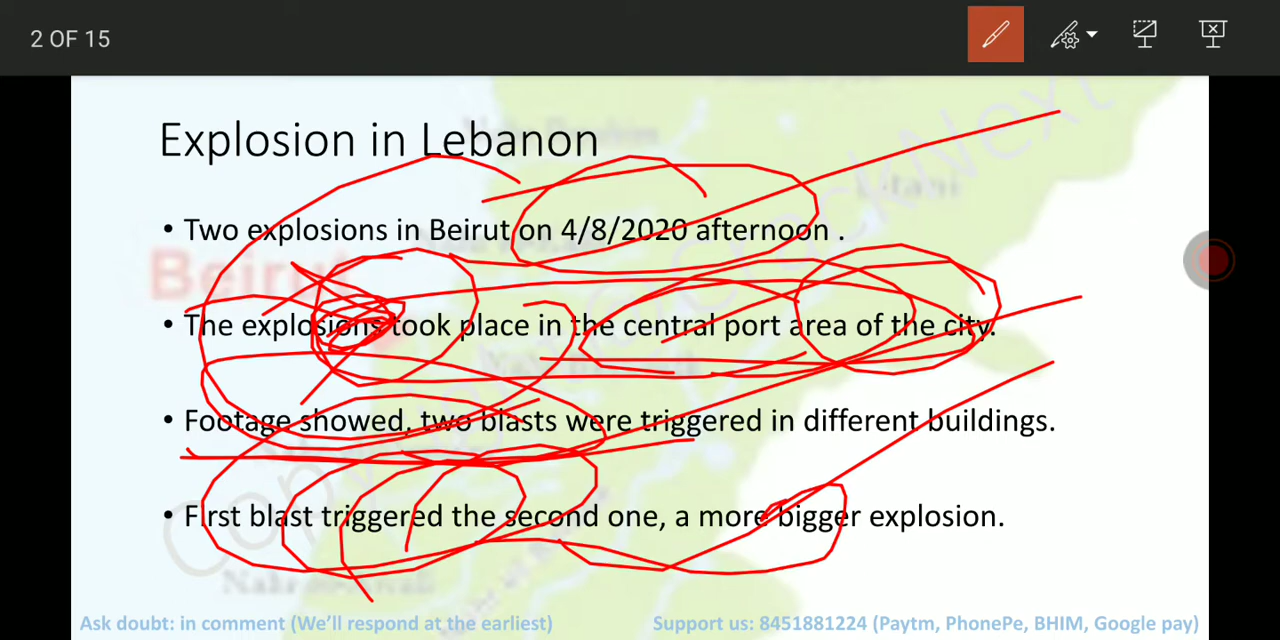 2 OF 15
Explosion in Lebanon
• Two explosions in Beirut on 4/8/2020 afternoon .
Beirut
• The explosions took place in the central port area of the city.
• Footage showed, two blasts were triggered in different buildings.
• First blast triggered the second one, a more bigger explosion.
Ask doubt: in comment (We'll respond at the earliest)
Support us: 8451881224 (Paytm, PhonePe, BHIM, Google pay)